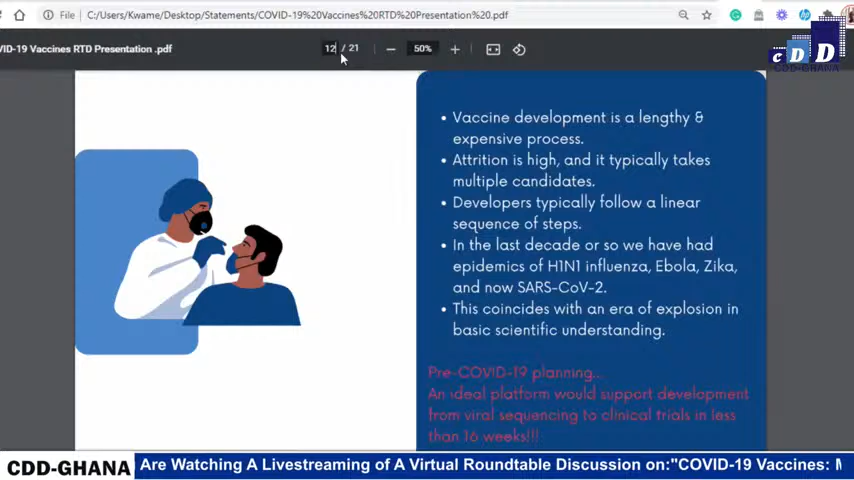 File | C:/Users/Kwame/Desktop/Statements/COVID-19%20Vaccines%20RTD%20Presentation%20.pdf
VID-19 Vaccines RTD Presentation .pdf
12 / 21
50%
CDD
CDD-GHANA
• Vaccine development is a lengthy &
expensive process.
• Attrition is high, and it typically takes
multiple candidates.
• Developers typically follow a linear
sequence of steps.
• In the last decade or so we have had
epidemics of H1N1 influenza, Ebola, Zika,
and now SARS-CoV-2.
• This coincides with an era of explosion in
basic scientific understanding.
Pre-COVID-19 planning...
An ideal platform would support development
from viral sequencing to clinical trials in less
than 16 weeks!!!
CDD-GHANA
Are Watching A Livestreaming of A Virtual Roundtable Discussion on:"COVID-19 Vaccines: M